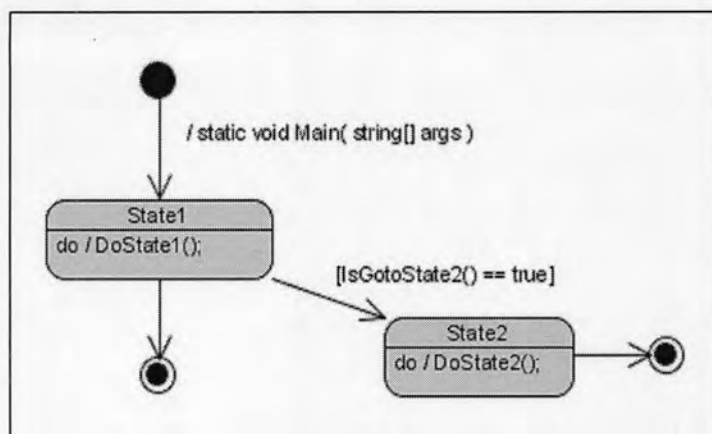 / static void Main( string[] args )
State1
do / DoState1();
[IsGotoState2() == true]
State2
do / DoState2();